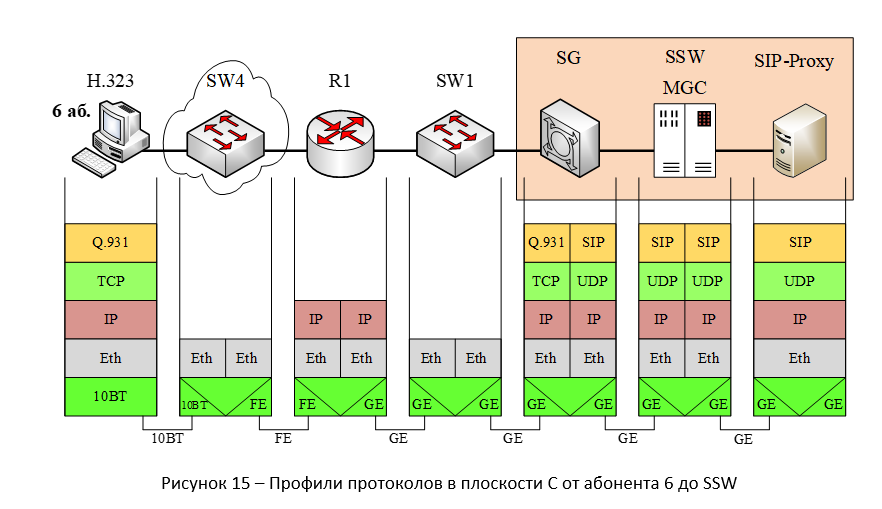 SG SSW SIP-Proxy
H.323 SW4 R1 SW1 MGC
6 аб.
Q.931 Q.931 SIP SIP SIP SIP
TCP TCP UDP UDP UDP UDP
IP IP IP IP IP IP IP IP
Eth Eth Eth Eth Eth Eth Eth Eth Eth Eth Eth Eth
10BT 10BT FE FE GE GE GE GE GE GE GE GE GE
10BT FE GE GE GE GE
Рисунок 15 – Профили протоколов в плоскости С от абонента 6 до SSW